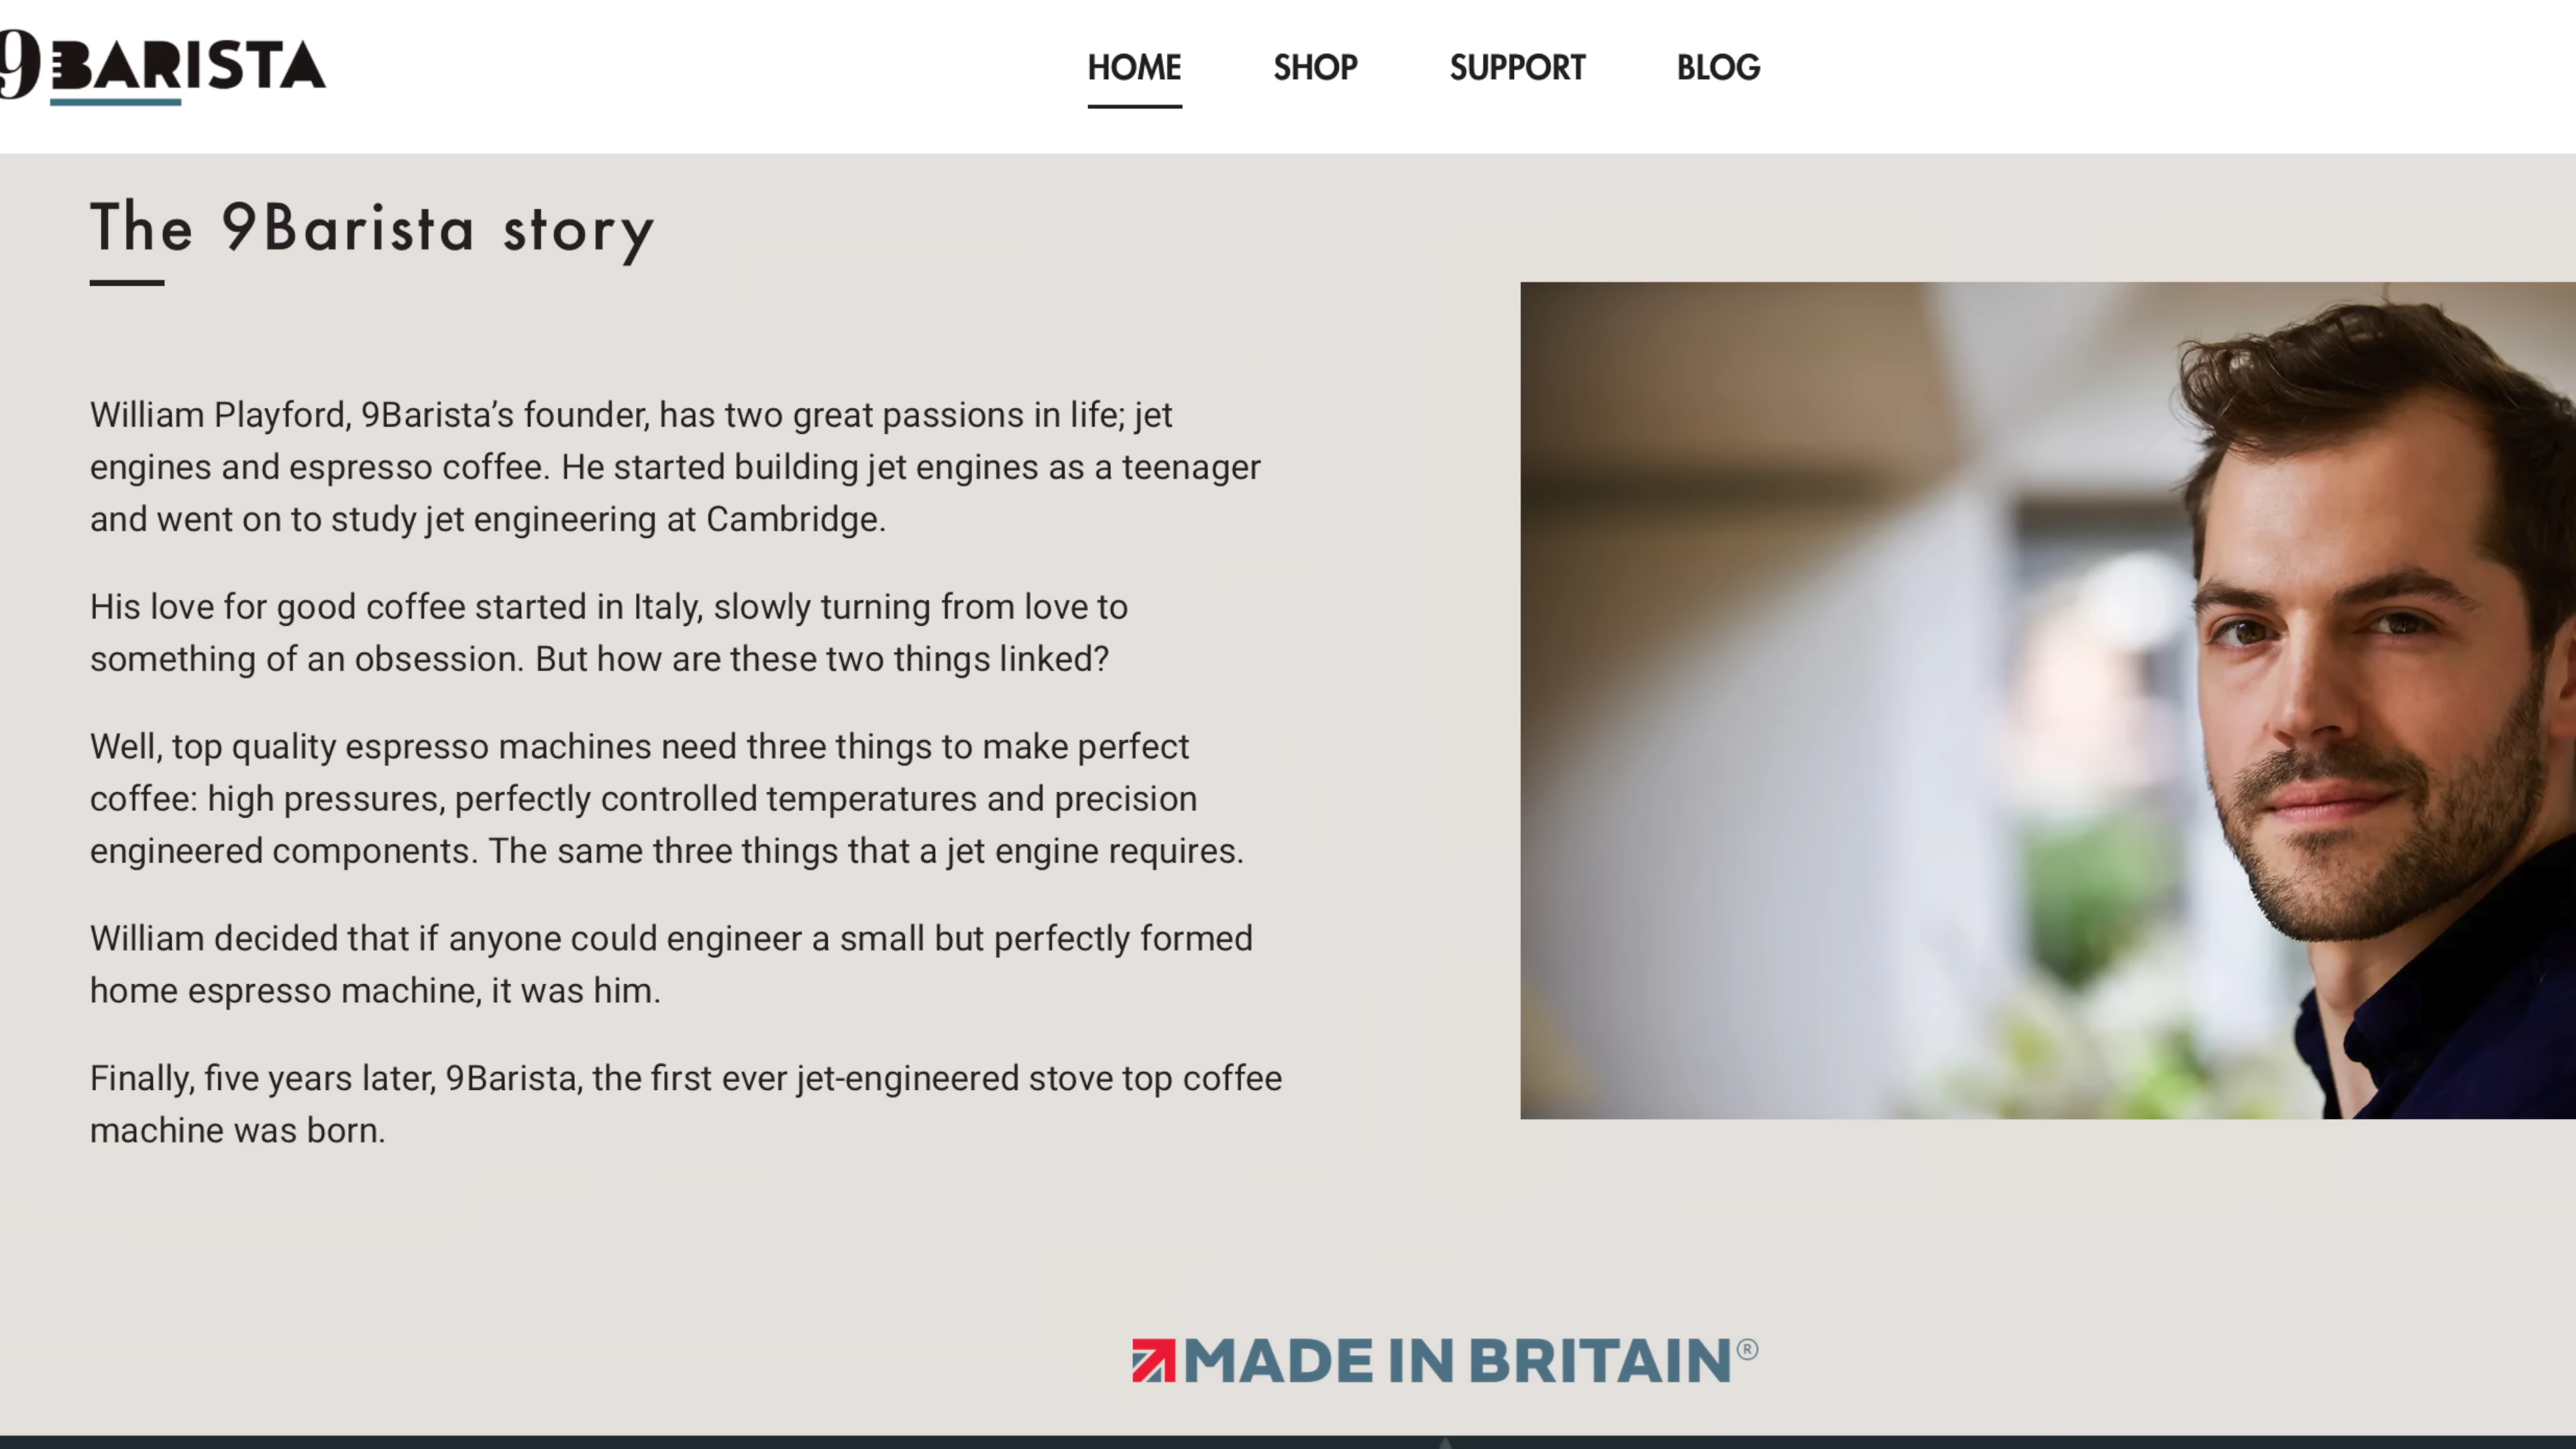 9BARISTA
HOME SHOP SUPPORT BLOG
The 9Barista story
William Playford, 9Barista’s founder, has two great passions in life; jet
engines and espresso coffee. He started building jet engines as a teenager
and went on to study jet engineering at Cambridge.
His love for good coffee started in Italy, slowly turning from love to
something of an obsession. But how are these two things linked?
Well, top quality espresso machines need three things to make perfect
coffee: high pressures, perfectly controlled temperatures and precision
engineered components. The same three things that a jet engine requires.
William decided that if anyone could engineer a small but perfectly formed
home espresso machine, it was him.
Finally, five years later, 9Barista, the first ever jet-engineered stove top coffee
machine was born.
MADE IN BRITAIN®